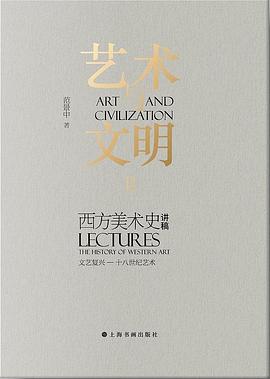 艺术
与
ART AND
CIVILIZATION
范景中 著
文明
II
西方美术史讲稿
LECTURES
THE HISTORY OF WESTERN ART
文艺复兴—十八世纪艺术
上海书画出版社